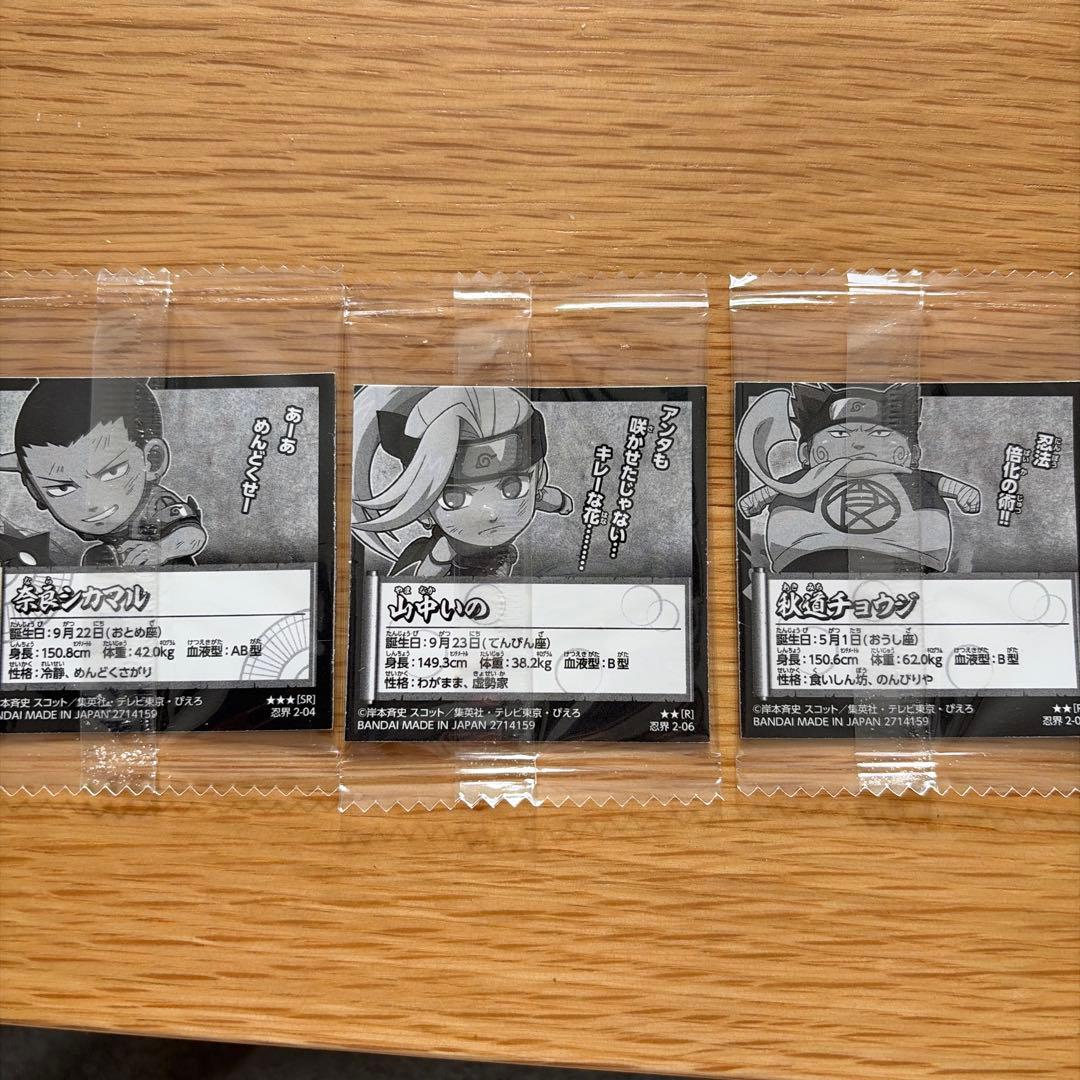 あーあ
めんどくせー
奈良シカマル
誕生日:9月22日(おとめ座)
身長:150.8cm 体重:42.0kg 血液型:AB型
性格:冷静、めんどくさがり
本斉史 スコット/集英社・テレビ東京・ぴえろ
NDAI MADE IN JAPAN 2714159
★★★[SR]
忍界 2-04
アンタも
咲かせたじゃない…
キレーな花………
山中いの
誕生日:9月23日(てんびん座)
身長:149.3cm 体重:38.2kg 血液型:B型
性格:わがまま、虚勢家
©岸本斉史 スコット/集英社・テレビ東京・ぴえろ
BANDAI MADE IN JAPAN 2714159
★★[R]
忍界 2-06
忍法
倍化の術!!
食
秋道チョウジ
誕生日:5月1日(おうし座)
身長:150.6cm 体重:62.0kg 血液型:B型
性格:食いしん坊、のんびりや
©岸本斉史 スコット/集英社・テレビ東京・ぴえろ
BANDAI MADE IN JAPAN 2714159
★★[R
忍界 2-0